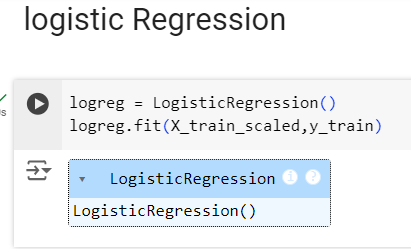 logistic Regression
logreg = LogisticRegression()
logreg.fit(X_train_scaled,y_train)
LogisticRegression i ?
LogisticRegression()